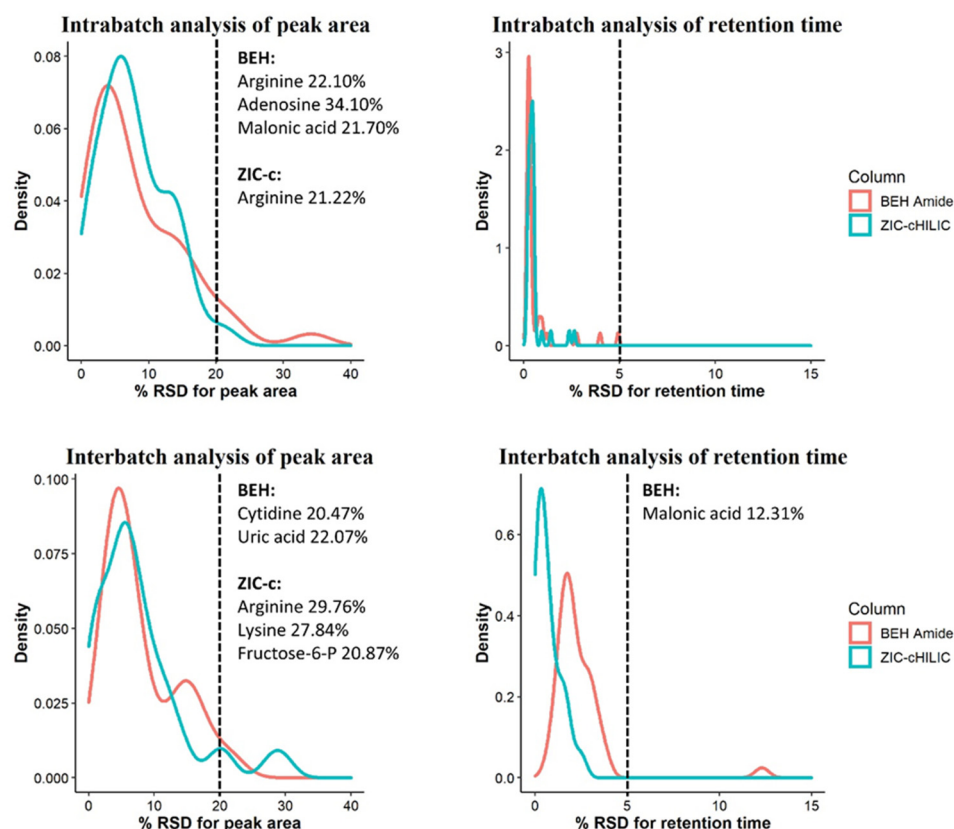 Intrabatch analysis of peak area
0.08
0.06
0.04
0.02
0.00
Density
BEH:
Arginine 22.10%
Adenosine 34.10%
Malonic acid 21.70%
ZIC-c:
Arginine 21.22%
0 10 20 30 40
% RSD for peak area
Intrabatch analysis of retention time
3
2
1
0
Density
0 5 10 15
% RSD for retention time
Column
BEH Amide
ZIC-cHILIC
Interbatch analysis of peak area
0.100
0.075
0.050
0.025
0.000
Density
BEH:
Cytidine 20.47%
Uric acid 22.07%
ZIC-c:
Arginine 29.76%
Lysine 27.84%
Fructose-6-P 20.87%
0 10 20 30 40
% RSD for peak area
Interbatch analysis of retention time
0.6
0.4
0.2
0.0
Density
BEH:
Malonic acid 12.31%
0 5 10 15
% RSD for retention time
Column
BEH Amide
ZIC-cHILIC